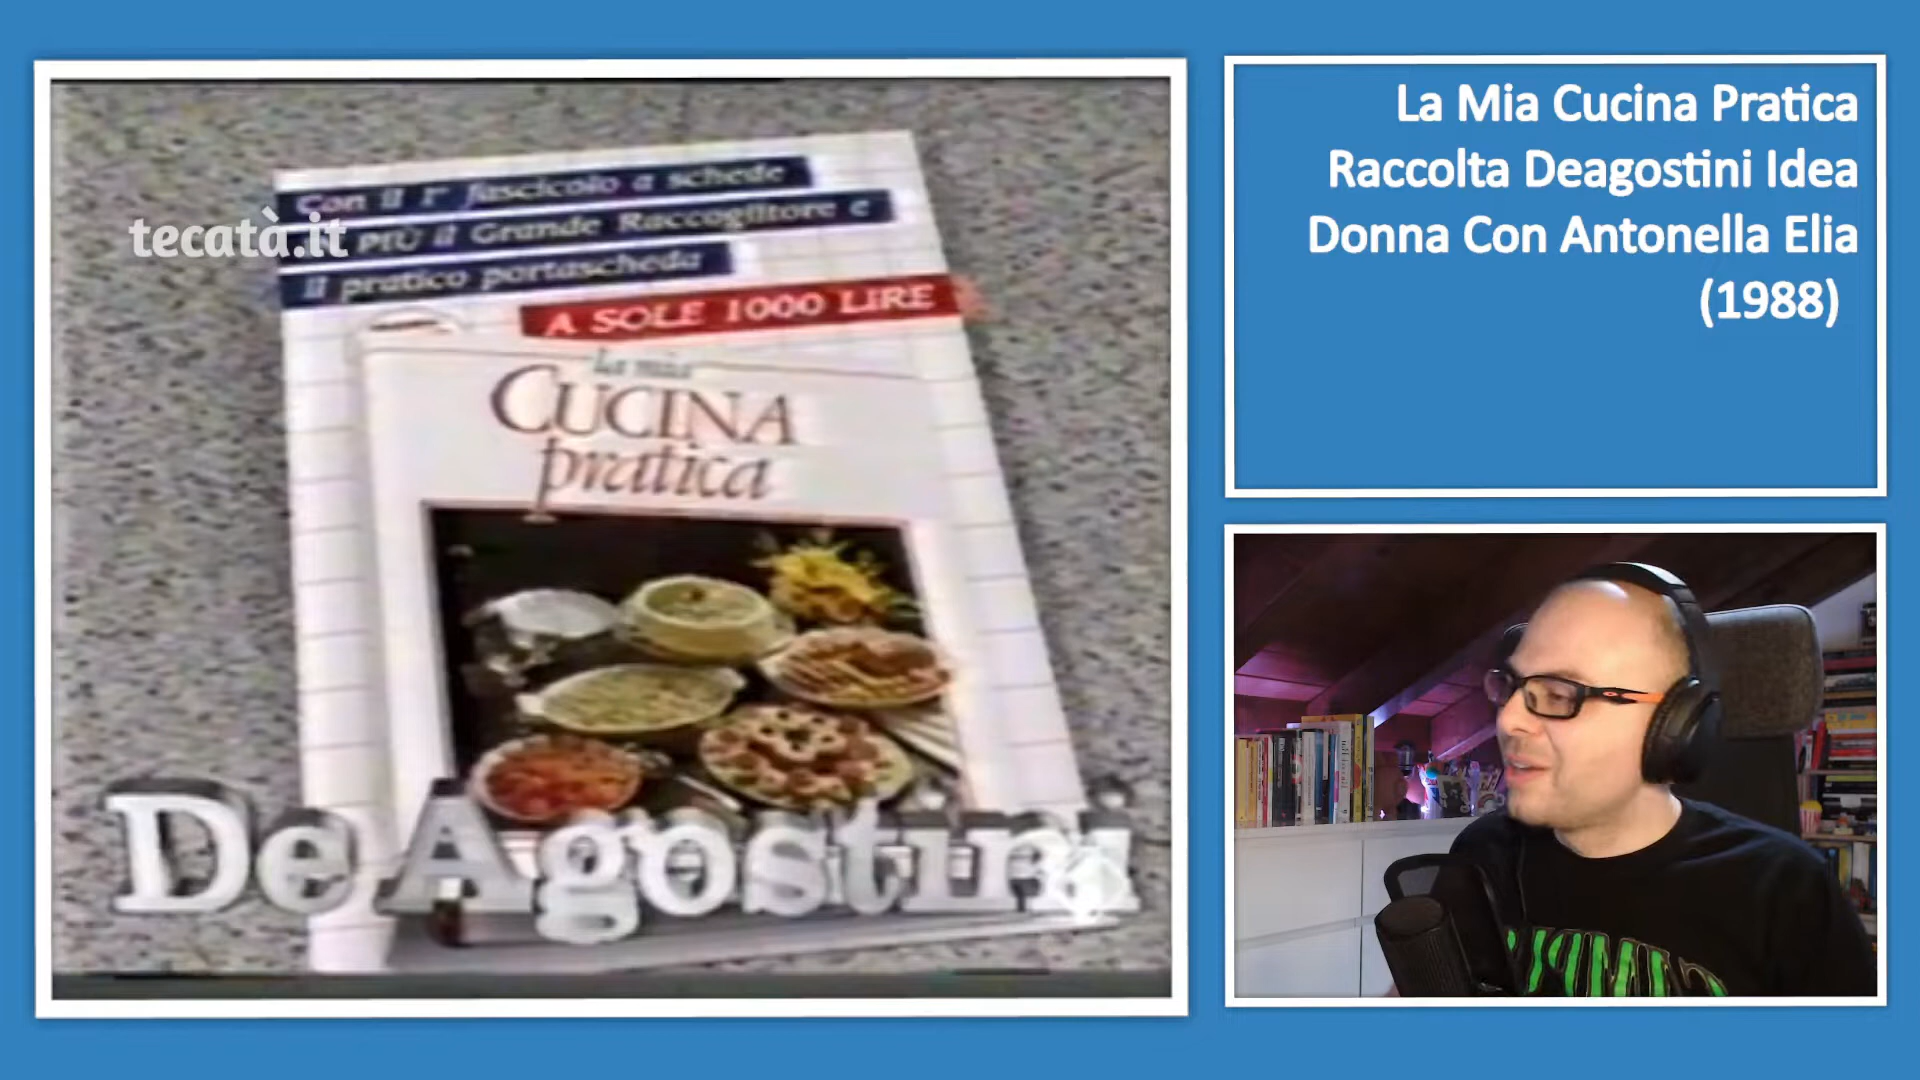 Con il 1° fascicolo a schede
PIÙ il Grande Raccoglitore e
il pratico portascheda
tecatà.it
A SOLE 1000 LIRE
la mia
CUCINA
pratica
De Agostini
La Mia Cucina Pratica
Raccolta Deagostini Idea
Donna Con Antonella Elia
(1988)